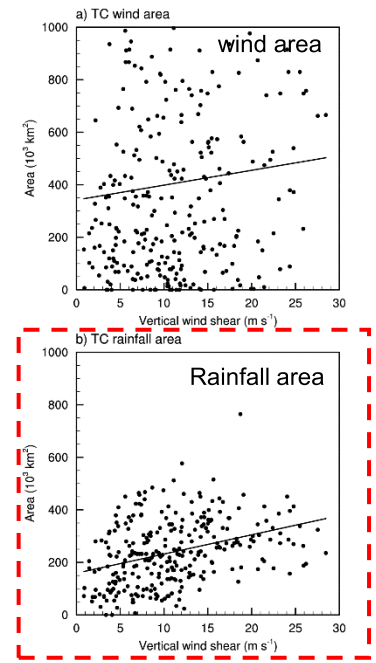 a) TC wind area
wind area
1000
800
600
400
200
0
Area (10³ km²)
0 5 10 15 20 25 30
Vertical wind shear (m s⁻¹)
b) TC rainfall area
Rainfall area
1000
800
600
400
200
0
Area (10³ km²)
0 5 10 15 20 25 30
Vertical wind shear (m s⁻¹)